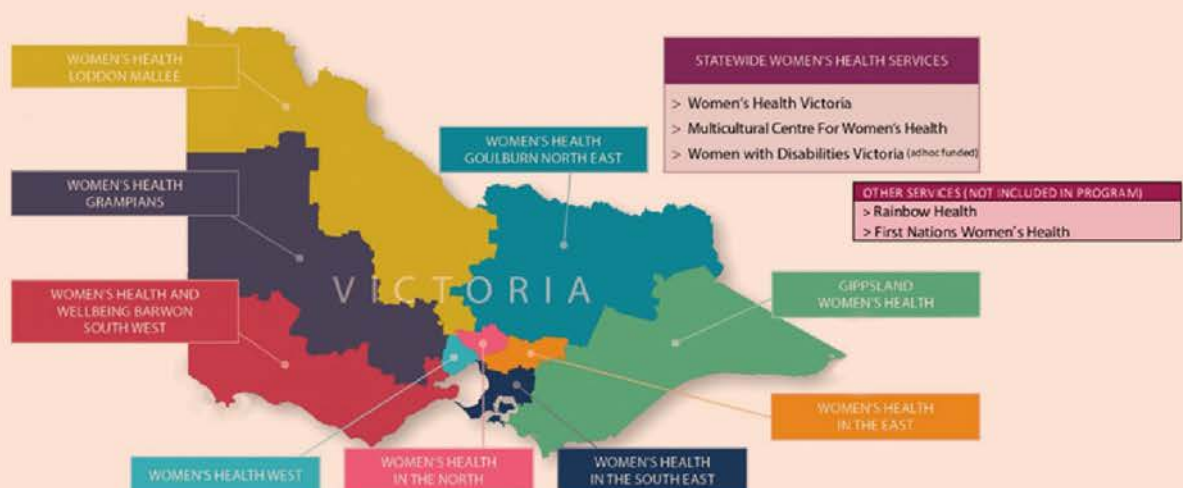 WOMEN'S HEALTH
LODDON MALLEE
STATEWIDE WOMEN'S HEALTH SERVICES
> Women's Health Victoria
> Multicultural Centre For Women's Health
> Women with Disabilities Victoria (adhoc funded)
WOMEN'S HEALTH
GOULBURN NORTH EAST
WOMEN'S HEALTH
GRAMPIANS
OTHER SERVICES (NOT INCLUDED IN PROGRAM)
> Rainbow Health
> First Nations Women´s Health
VICTORIA
WOMEN'S HEALTH AND
WELLBEING BARWON
SOUTH WEST
GIPPSLAND
WOMEN'S HEALTH
WOMEN'S HEALTH
IN THE EAST
WOMEN'S HEALTH WEST
WOMEN'S HEALTH
IN THE NORTH
WOMEN'S HEALTH
IN THE SOUTH EAST